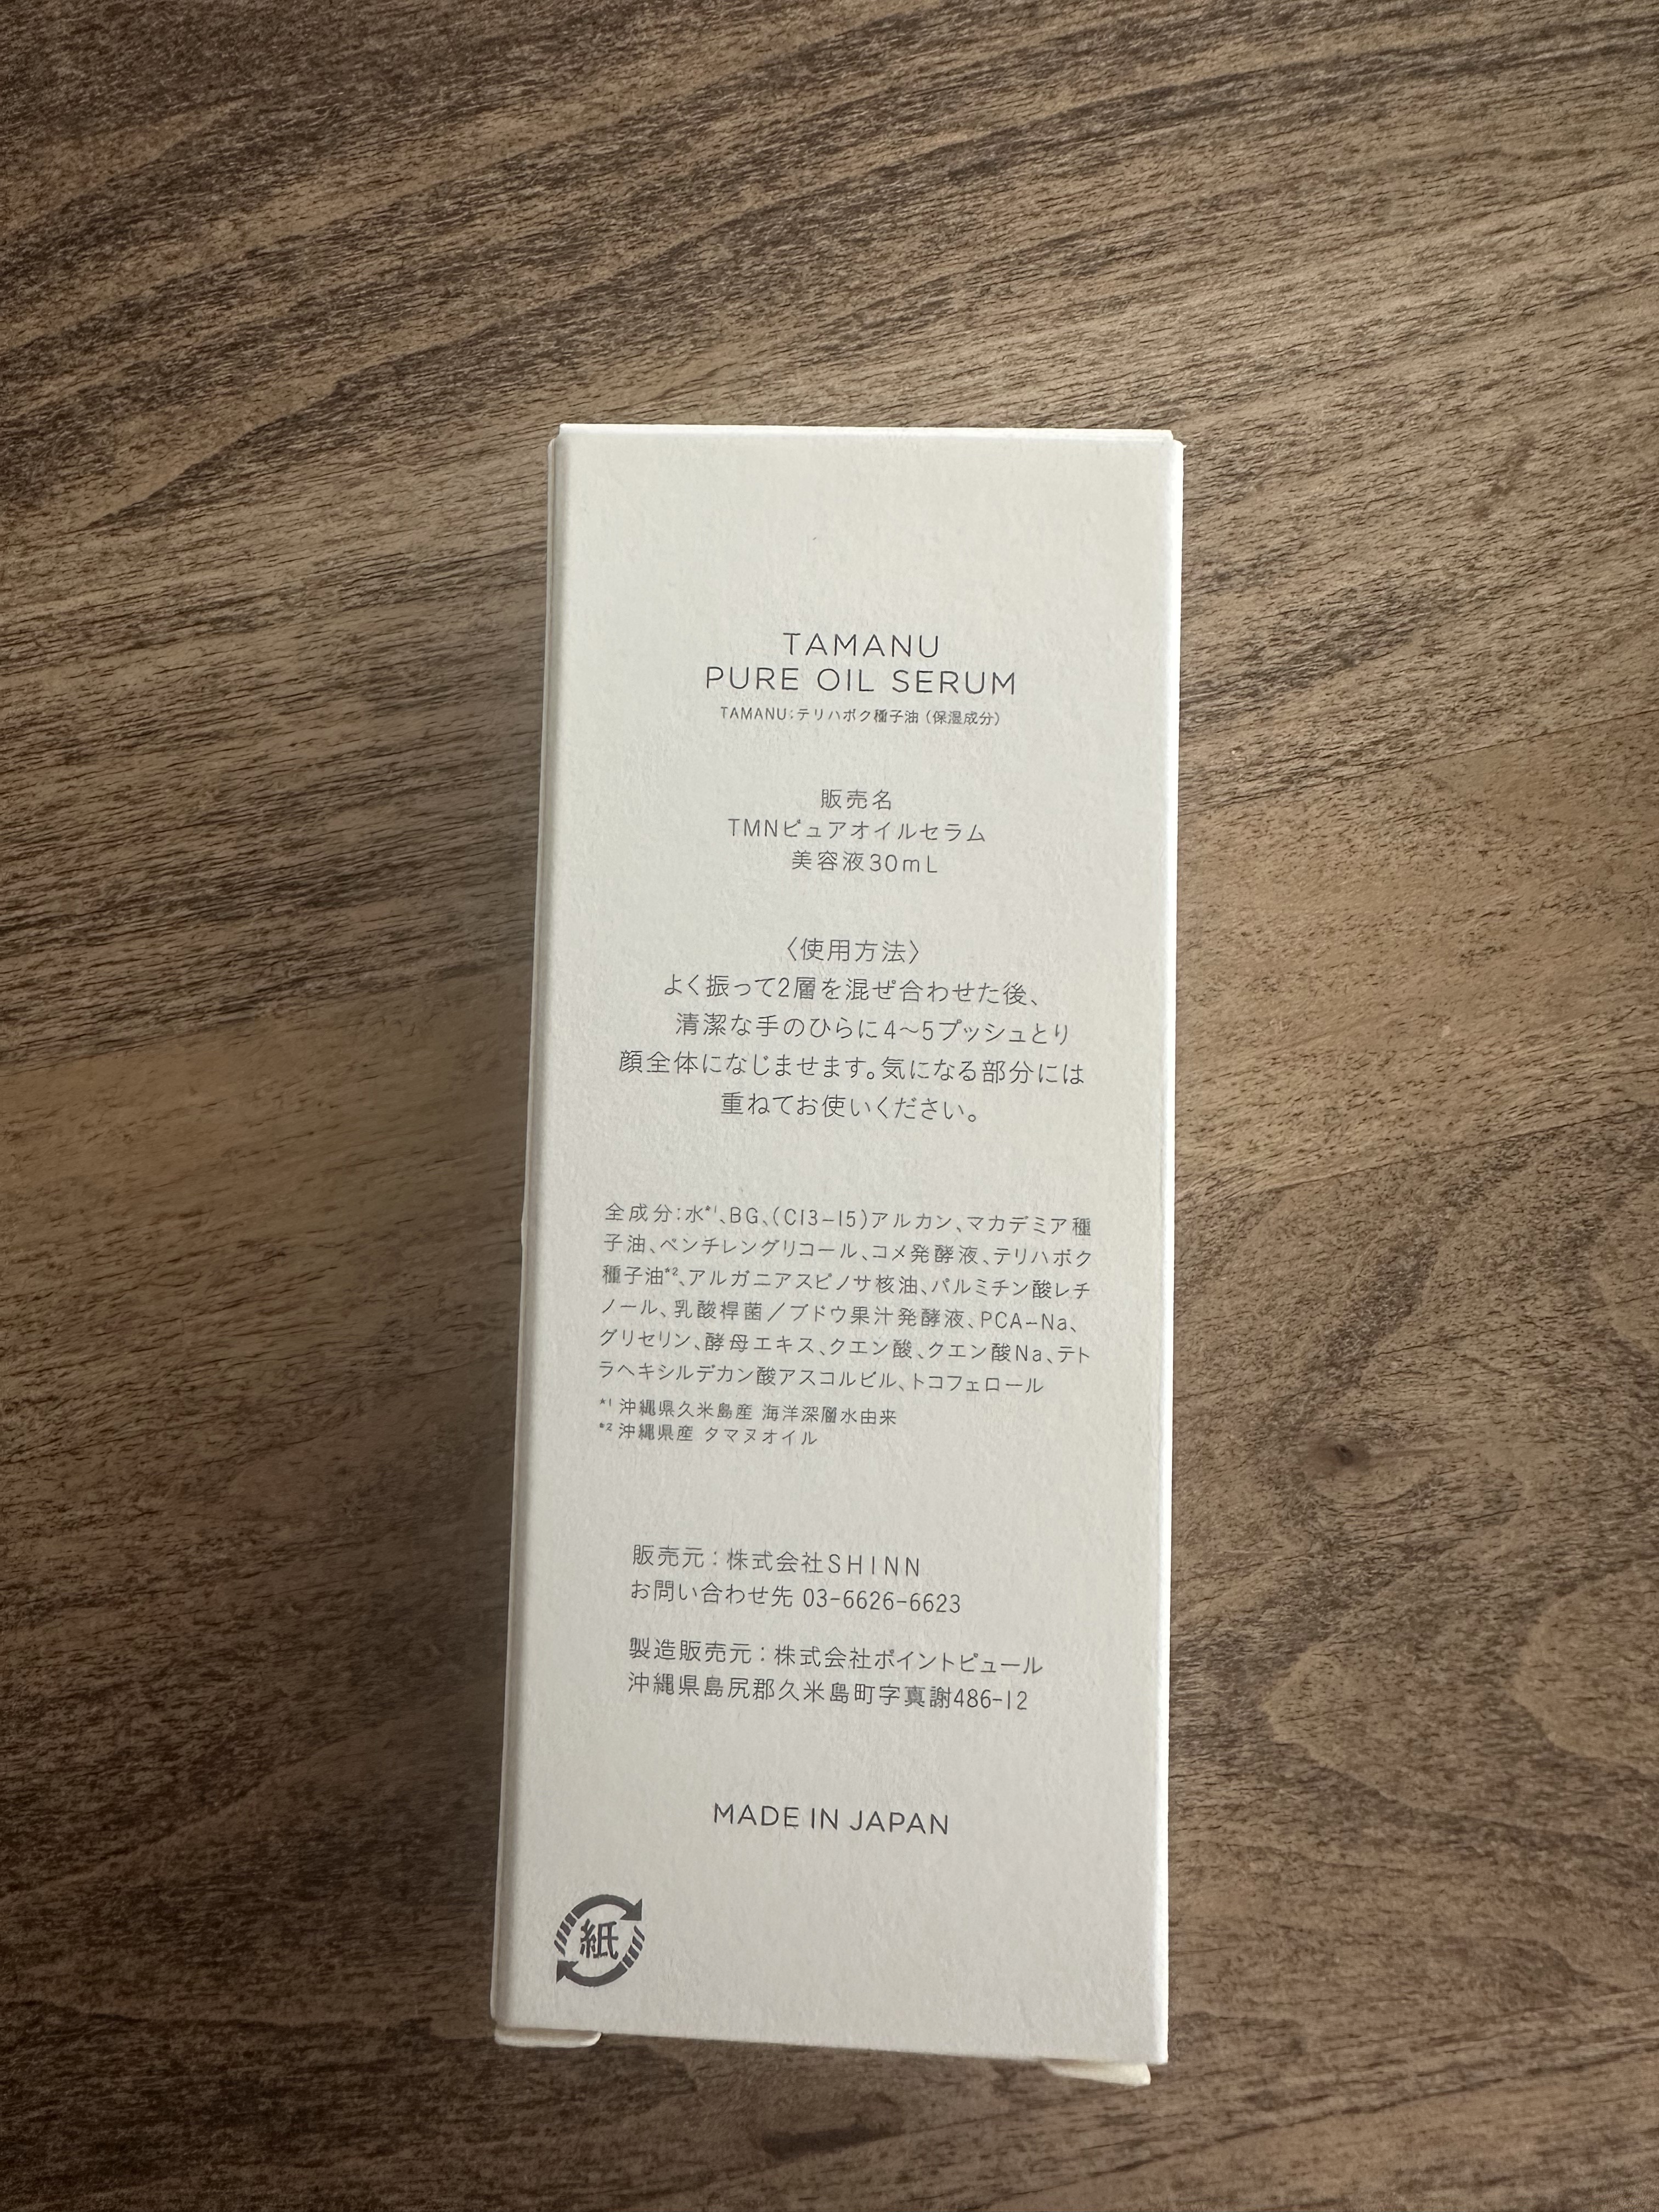 TAMANU
PURE OIL SERUM
TAMANU:テリハボク種子油(保湿成分)
販売名
TMNピュアオイルセラム
美容液30mL
〈使用方法〉
よく振って2層を混ぜ合わせた後、
清潔な手のひらに4〜5プッシュとり
顔全体になじませます。気になる部分には
重ねてお使いください。
全成分:水*1、BG、(C13−15)アルカン、マカデミア種
子油、ペンチレングリコール、コメ発酵液、テリハボク
種子油*2、アルガニアスピノサ核油、パルミチン酸レチ
ノール、乳酸桿菌/ブドウ果汁発酵液、PCA−Na、
グリセリン、酵母エキス、クエン酸、クエン酸Na、テト
ラヘキシルデカン酸アスコルビル、トコフェロール
*1 沖縄県久米島産 海洋深層水由来
*2 沖縄県産 タマヌオイル
販売元:株式会社SHINN
お問い合わせ先 03-6626-6623
製造販売元:株式会社ポイントピュール
沖縄県島尻郡久米島町字真謝486-12
MADE IN JAPAN
紙